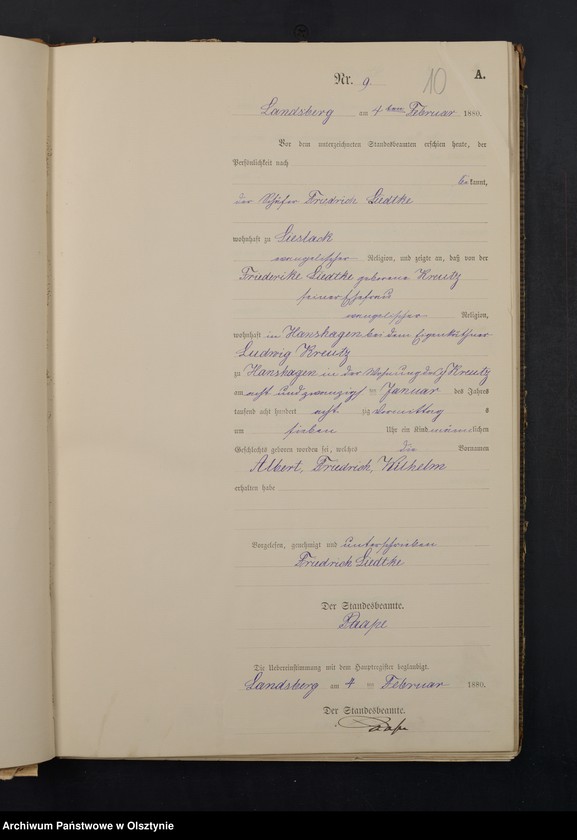 Nr. 9. 10 A.
Landsberg am 4ten Februar 1880.
Vor dem unterzeichneten Standesbeamten erschien heute, der
Persönlichkeit nach
bekannt,
der Schäfer Friedrich Liedtke
wohnhaft zu Lieslack
evangelischer Religion, und zeigte an, daß von der
Friederike Liedtke geborene Kreutz
seiner Ehefrau
evangelischer Religion,
wohnhaft in Hanshagen bei dem Eigenkäthner
Ludwig Kreutz
zu Hanshagen in der Wohnung des Kreutz
am acht und zwanzigsten Januar des Jahres
tausend acht hundert acht zig Vormittag s
um sieben Uhr ein Kind männlichen
Geschlechts geboren worden sei, welches die Vornamen
Albert, Friedrich, Wilhelm
erhalten habe
Vorgelesen, genehmigt und unterschrieben
Friedrich Liedtke
Der Standesbeamte.
Paape
Die Uebereinstimmung mit dem Hauptregister beglaubigt.
Landsberg am 4 ten Februar 1880.
Der Standesbeamte.
Paape
Archiwum Państwowe w Olsztynie